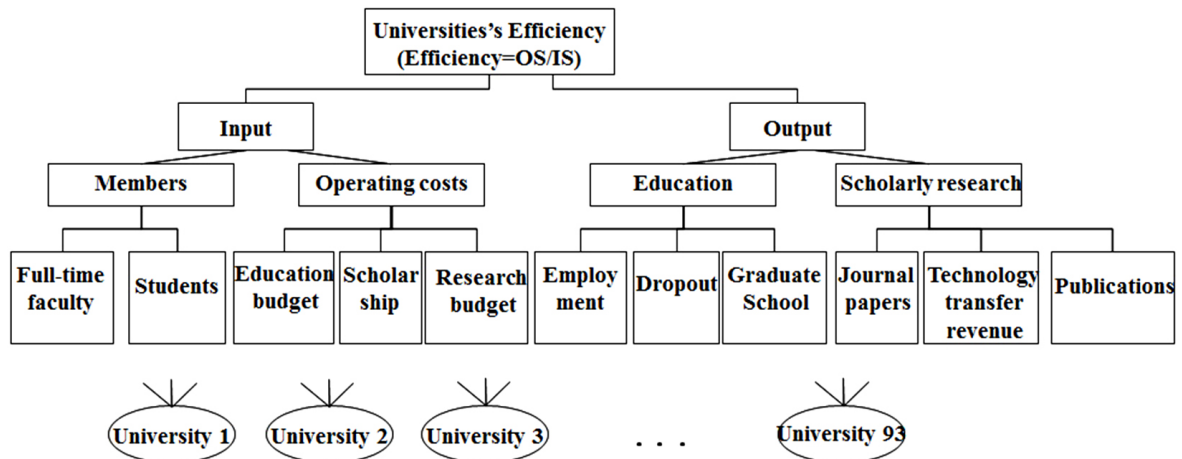 Universities's Efficiency
(Efficiency=OS/IS)
Input
Output
Members
Operating costs
Education
Scholarly research
Full-time
faculty
Students
Education
budget
Scholar
ship
Research
budget
Employ
ment
Dropout
Graduate
School
Journal
papers
Technology
transfer
revenue
Publications
University 1
University 2
University 3
. . .
University 93